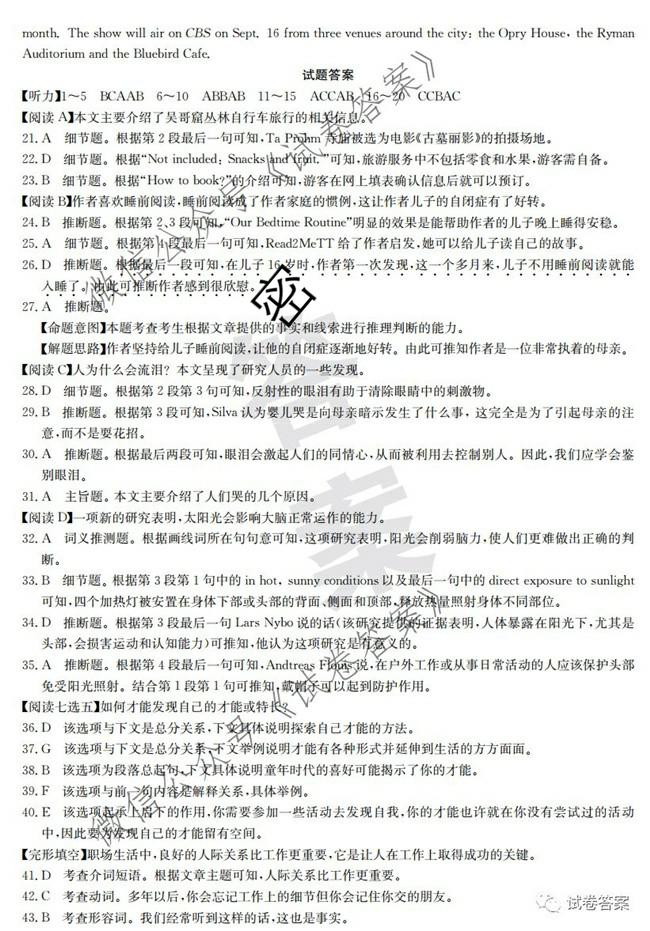 month. The show will air on CBS on Sept. 16 from three venues around the city: the Opry House, the Ryman
Auditorium and the Bluebird Cafe.
试题答案
【听力】1～5 BCAAB 6～10 ABBAB 11～15 ACCAB 16～20 CCBAC
【阅读 A】本文主要介绍了吴哥窟丛林自行车旅行的相关信息。
21. A 细节题。根据第 2 段最后一句可知,Ta Prohm 寺庙被选为电影《古墓丽影》的拍摄场地。
22. D 细节题。根据“Not included: Snacks and fruit.”可知,旅游服务中不包括零食和水果,游客需自备。
23. B 细节题。根据“How to book?”的介绍可知,游客在网上填表确认信息后就可以预订。
【阅读 B】作者喜欢睡前阅读,睡前阅读成了作者家庭的惯例,这让作者儿子的自闭症有了好转。
24. B 推断题。根据第 2、3 段可知,“Our Bedtime Routine”明显的效果是能帮助作者的儿子晚上睡得安稳。
25. A 细节题。根据第 4 段最后一句可知,Read2MeTT 给了作者启发,她可以给儿子读自己的故事。
26. D 推断题。根据最后一段可知,在儿子 16 岁时,作者第一次发现,这一个多月来,儿子不用睡前阅读就能
入睡了。由此可推断作者感到很欣慰。
27. A 推断题。
【命题意图】本题考查考生根据文章提供的事实和线索进行推理判断的能力。
【解题思路】作者坚持给儿子睡前阅读,让他的自闭症逐渐地好转。由此可推知作者是一位非常执着的母亲。
【阅读 C】人为什么会流泪？本文呈现了研究人员的一些发现。
28. D 细节题。根据第 2 段第 3 句可知,反射性的眼泪有助于清除眼睛中的刺激物。
29. B 推断题。根据第 3 段可知,Silva 认为婴儿哭是向母亲暗示发生了什么事，这完全是为了引起母亲的注
意,而不是耍花招。
30. A 推断题。根据最后两段可知,眼泪会激起人们的同情心,从而被利用去控制别人。因此,我们应学会鉴
别眼泪。
31. A 主旨题。本文主要介绍了人们哭的几个原因。
【阅读 D】一项新的研究表明,太阳光会影响大脑正常运作的能力。
32. A 词义推测题。根据画线词所在句句意可知,这项研究表明,阳光会削弱脑力,使人们更难做出正确的判
断。
33. B 细节题。根据第 3 段第 1 句中的 in hot, sunny conditions 以及最后一句中的 direct exposure to sunlight
可知,四个加热灯被安置在身体下部或头部的背面、侧面和顶部,释放热量照射身体不同部位。
34. D 推断题。根据第 3 段最后一句 Lars Nybo 说的话(该研究提供的证据表明,人体暴露在阳光下,尤其是
头部,会损害运动和认知能力)可推知,他认为这项研究是有意义的。
35. A 推断题。根据第 4 段最后一句可知,Andtreas Flouis 说,在户外工作或从事日常活动的人应该保护头部
免受阳光照射。结合第 1 段第 1 句可推知,戴帽子可以起到防护作用。
【阅读七选五】如何才能发现自己的才能或特长？
36. D 该选项与下文是总分关系,下文具体说明探索自己才能的方法。
37. G 该选项与下文是总分关系,下文举例说明才能有各种形式并延伸到生活的方方面面。
38. B 该选项为段落总起句,下文具体说明童年时代的喜好可能揭示了你的才能。
39. F 该选项与前一句内容是解释关系,具体举例。
40. E 该选项起承上启下的作用,你需要参加一些活动去发现自我,你的才能也许就在你没有尝试过的活动
中,因此要为发现自己的才能留有空间。
【完形填空】职场生活中,良好的人际关系比工作更重要,它是让人在工作上取得成功的关键。
41. D 考查介词短语。根据文章主题可知,人际关系比工作更重要。
42. C 考查动词。多年以后,你会忘记工作上的细节但你会记住你交的朋友。
43. B 考查形容词。我们经常听到这样的话,这也是事实。
微信公众号《试卷答案》
密
答案
微信公众号《试卷答案》
试卷答案